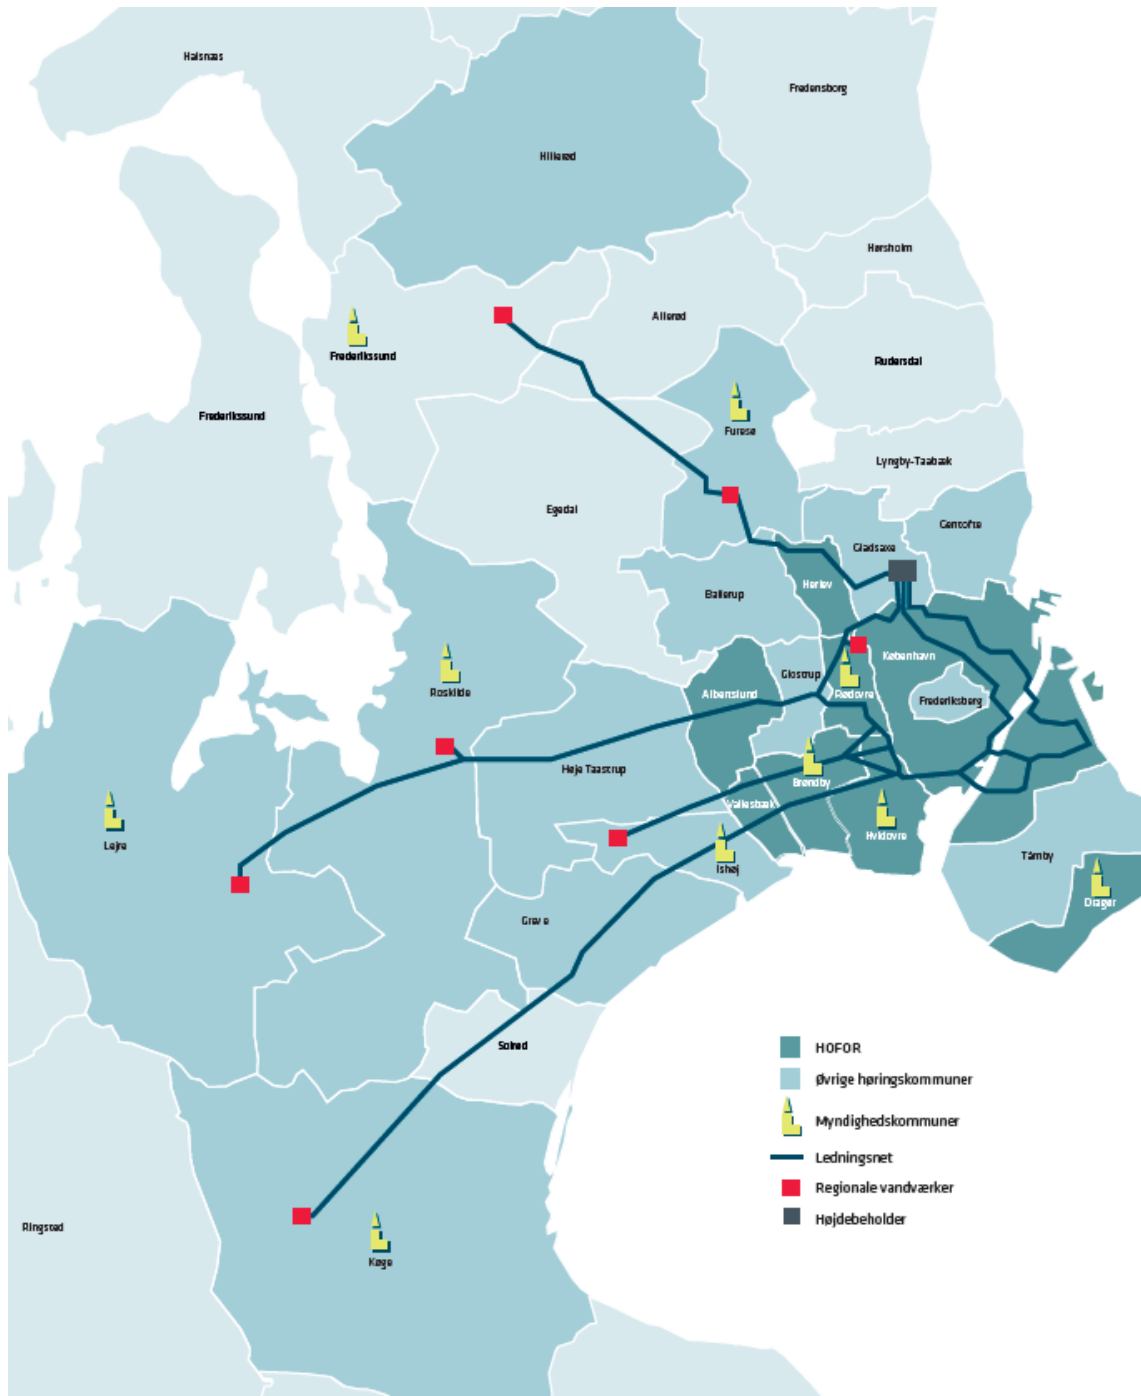 Halsnæs
Fredensborg
Hillerød
Hørsholm
Allerød
Frederikssund
Rudersdal
Frederikssund
Furesø
Lyngby-Taabæk
Egedal
Gentofte
Gladsaxe
Herlev
Ballerup
København
Glostrup
Roskilde
Albertslund
Rødovre
Frederiksberg
Høje Taastrup
Brøndby
Vallesbæk
Hvidovre
Lejre
Tårnby
Ishøj
Dragør
Greve
Solrød
HOFOR
Øvrige høringskommuner
Myndighedskommuner
Ledningsnet
Regionale vandværker
Højdebeholder
Ringsted
Køge